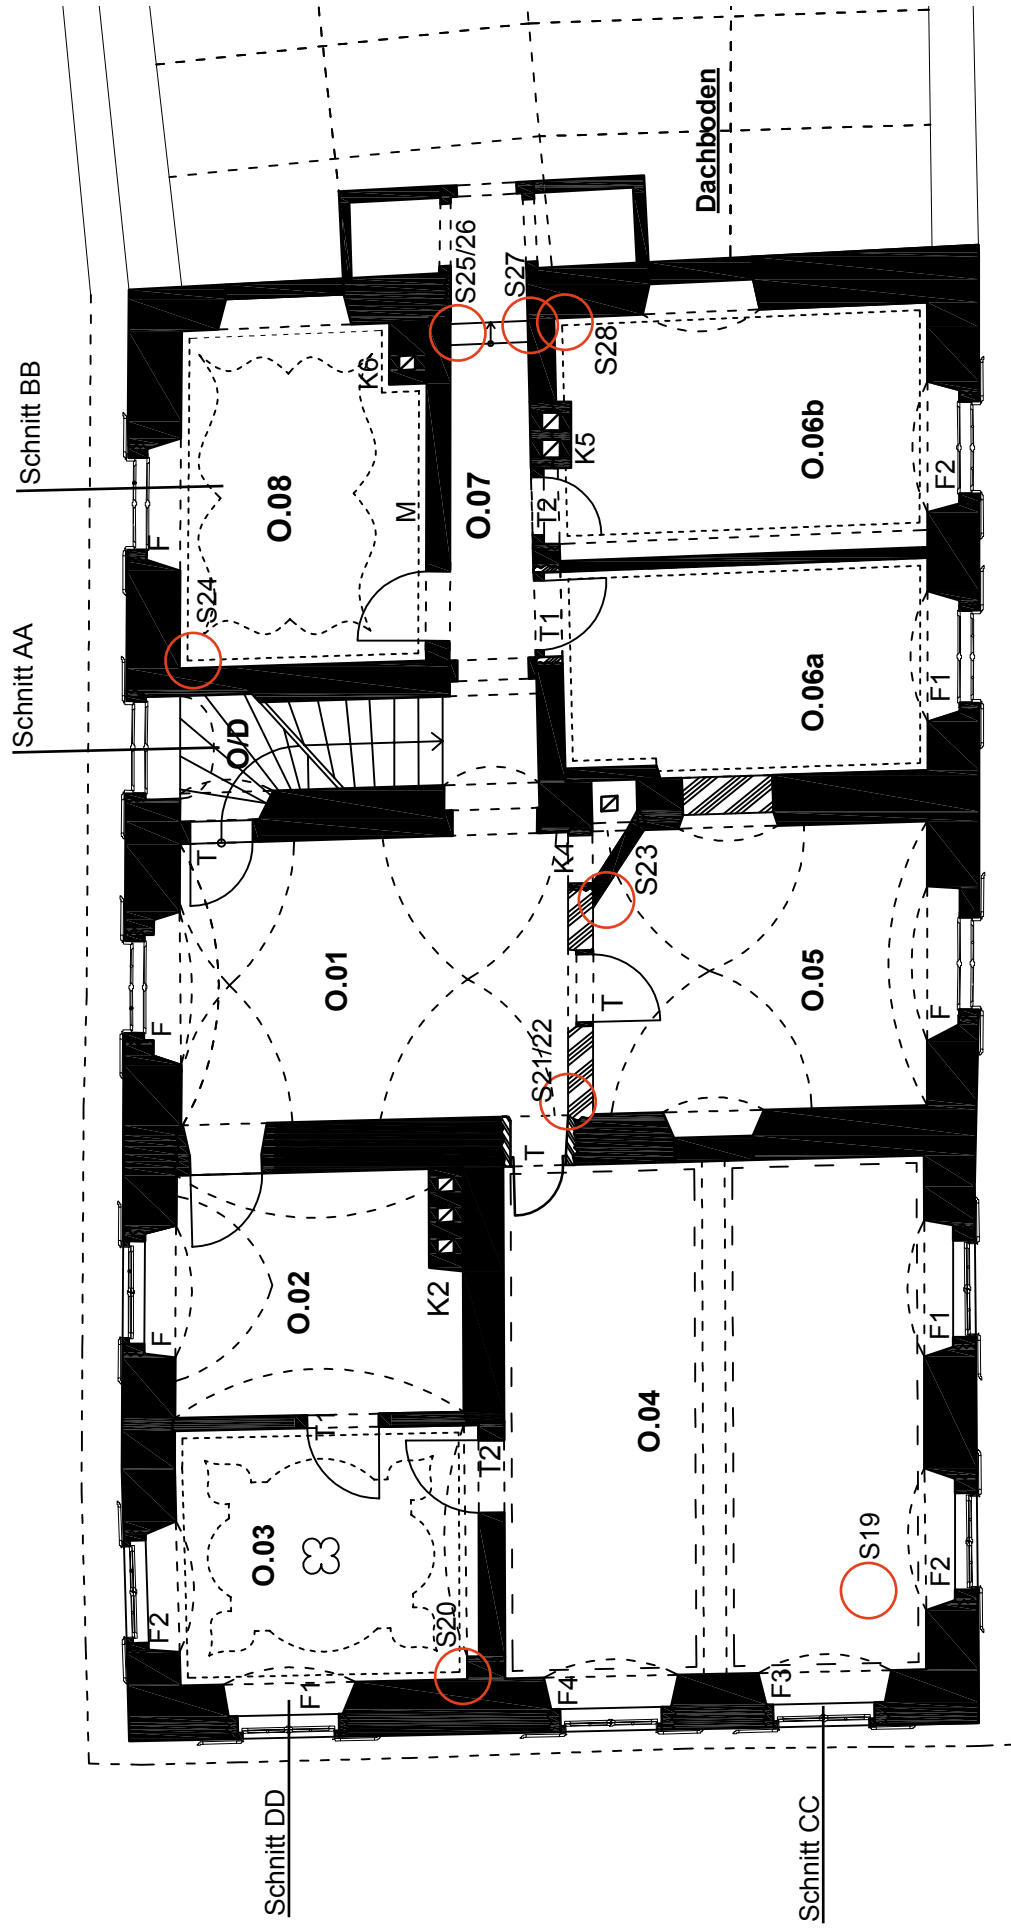 Schnitt AA
Schnitt BB
Dachboden
F
S24
O.08
K6
M
S25/26
S27
S28
O/D
O.07
K5
T2
T1
O.06b
O.06a
F2
F1
T
F
O.01
K4
S23
S21/22
T
O.05
F
T
O.02
F
K2
O.04
F1
T1
T2
O.03
F2
F1
S20
F4
F3
S19
F2
Schnitt DD
Schnitt CC